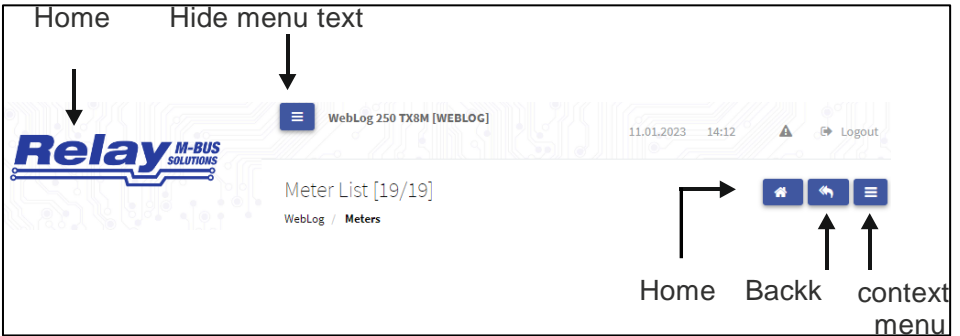 Home Hide menu text
WebLog 250 TX8M [WEBLOG]
11.01.2023 14:12 Logout
Relay M-BUS
SOLUTIONS
Meter List [19/19]
WebLog / Meters
Home Backk context
menu